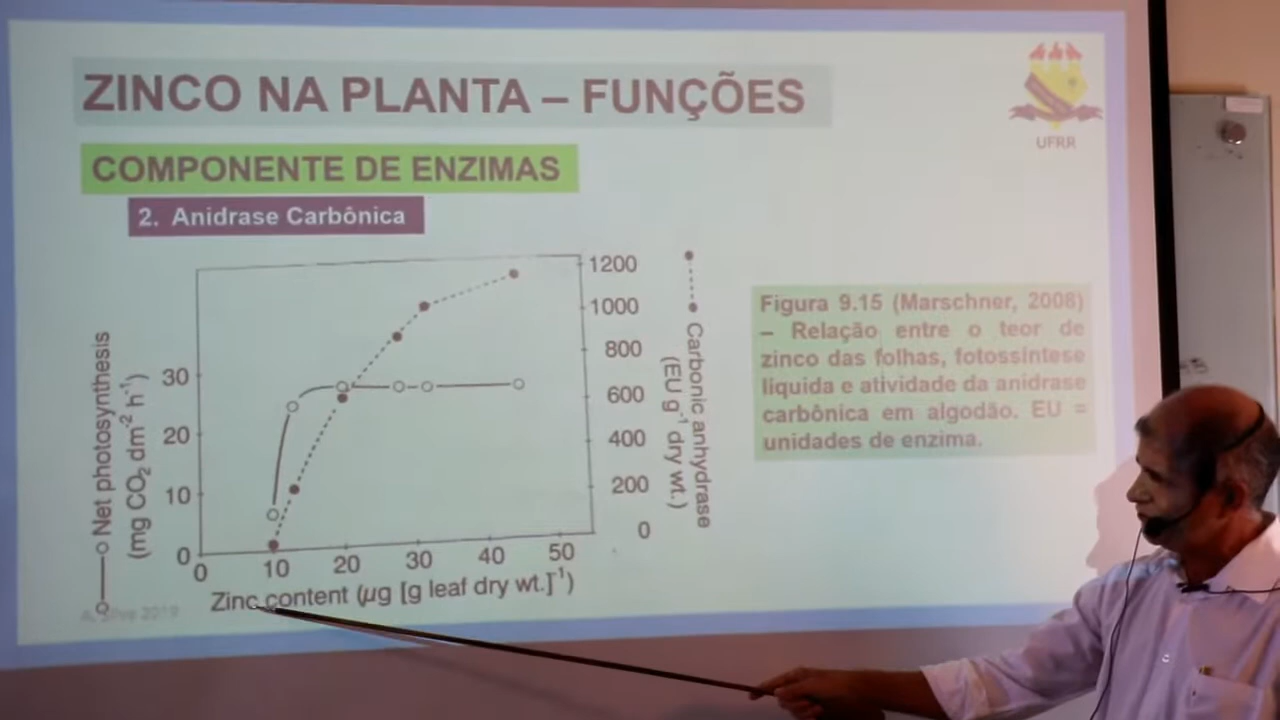 ZINCO NA PLANTA – FUNÇÕES
UFRR
COMPONENTE DE ENZIMAS
2. Anidrase Carbônica
Net photosynthesis
(mg CO₂ dm⁻² h⁻¹)
30
20
10
0
0 10 20 30 40 50
Zinc content (µg [g leaf dry wt.]⁻¹)
1200
1000
800
600
400
200
0
Carbonic anhydrase
(EU g⁻¹ dry wt.)
Figura 9.15 (Marschner, 2008)
– Relação entre o teor de
zinco das folhas, fotossíntese
líquida e atividade da anidrase
carbônica em algodão. EU =
unidades de enzima.